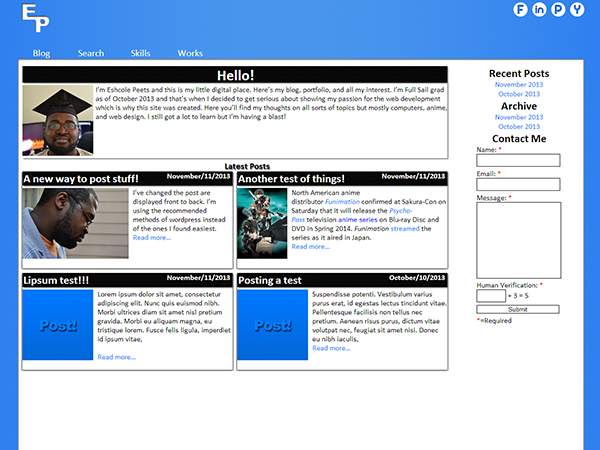 EP
Blog Search Skills Works
Hello!
I'm Eshcole Peets and this is my little digital place. Here's my blog, portfolio, and all my interest. I'm Full Sail grad
as of October 2013 and that's when I decided to get serious about showing my passion for the web development
which is why this site was created. Here you'll find my thoughts on all sorts of topics but mostly computers, anime,
and web design. I still got a lot to learn but I'm having a blast!
Latest Posts
A new way to post stuff! November/11/2013
I've changed the post are
displayed front to back. I'm
using the recommended
methods of wordpress instead
of the ones I found easiest.
Read more...
Another test of things! November/11/2013
North American anime
distributor Funimation confirmed at Sakura-Con on
Saturday that it will release the Psycho-
Pass television anime series on Blu-ray Disc and
DVD in Spring 2014. Funimation streamed the
series as it aired in Japan.
Read more...
Lipsum test!!! November/11/2013
Post!
Lorem ipsum dolor sit amet, consectetur
adipiscing elit. Nunc quis euismod nibh.
Morbi ultrices diam sit amet nisl pretium
gravida. Morbi eu aliquam magna, eu
tristique lorem. Fusce felis ligula, imperdiet
id ipsum vitae,
Read more...
Posting a test October/10/2013
Post!
Suspendisse potenti. Vestibulum varius
purus erat, id egestas lectus tincidunt vitae.
Pellentesque facilisis non tellus nec
pretium. Aenean risus purus, dictum vitae
volutpat nec, feugiat sit amet nisi. Donec
eu nibh iaculis,
Read more...
F in P Y
Recent Posts
November 2013
October 2013
Archive
November 2013
October 2013
Contact Me
Name: *
Email: *
Message: *
Human Verification: *
+ 3 = 5
Submit
*=Required